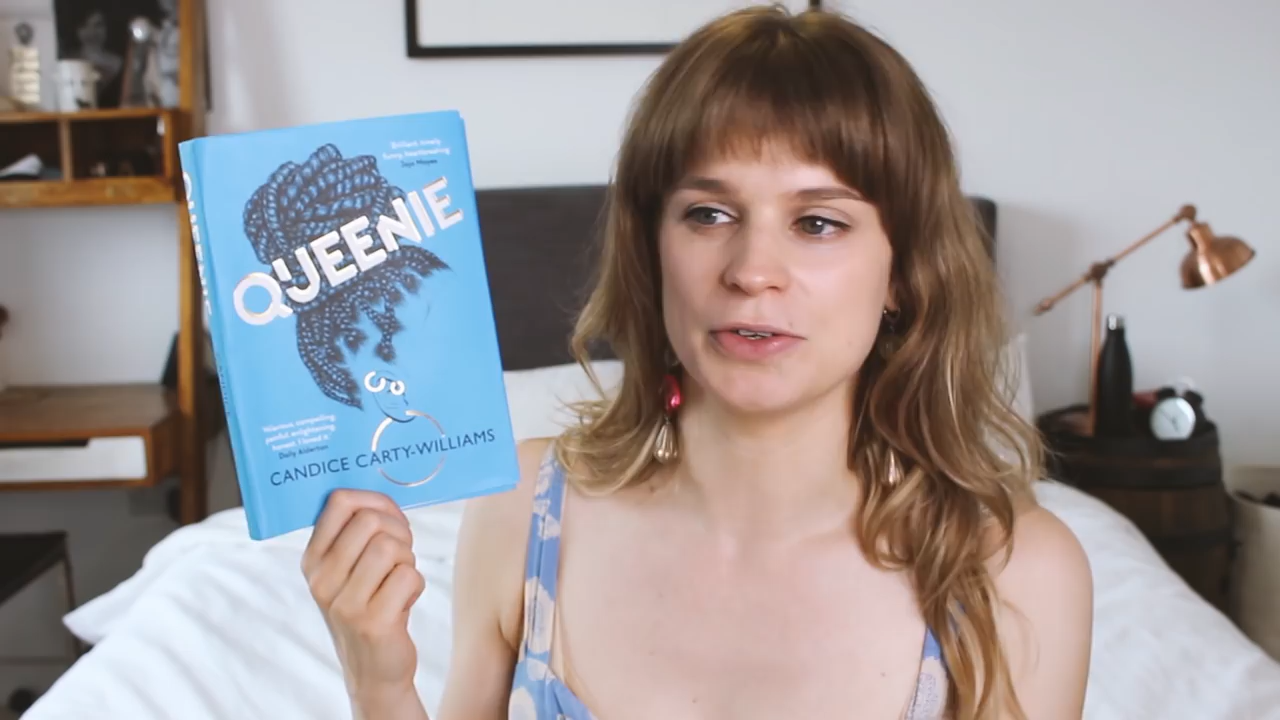 'Brilliant, timely,
funny, heartbreaking'
Jojo Moyes
QUEENIE
QUEENIE
'Hilarious, compelling,
painful, enlightening,
honest. I loved it'
Dolly Alderton
CANDICE CARTY-WILLIAMS